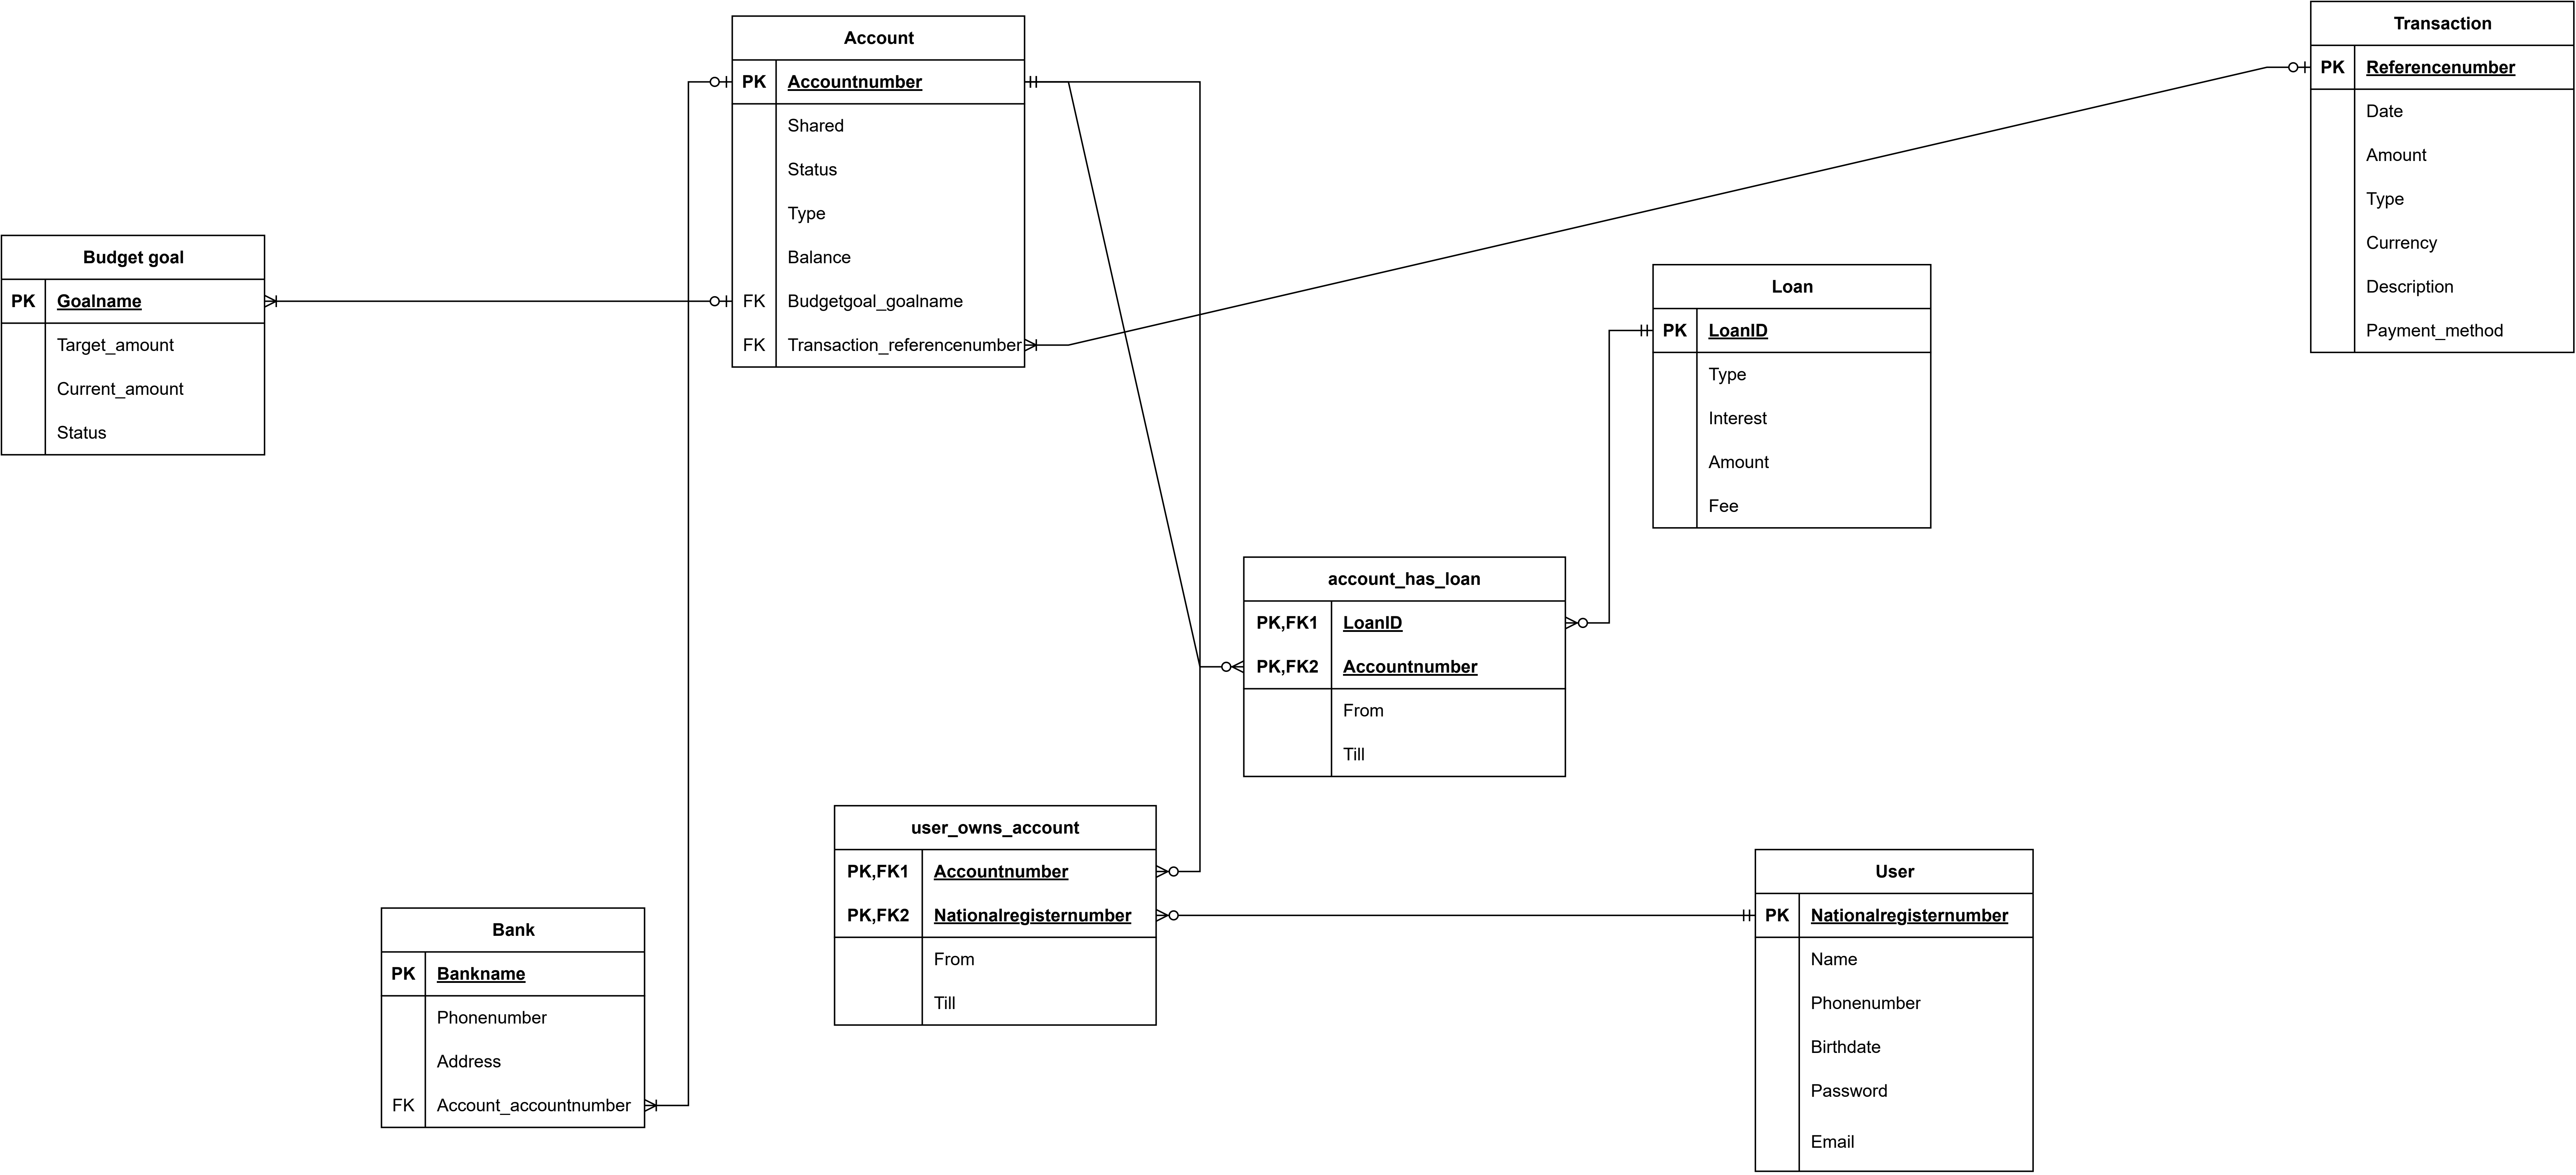 Account
PK Accountnumber
Shared
Status
Type
Balance
FK Budgetgoal_goalname
FK Transaction_referencenumber
Transaction
PK Referencenumber
Date
Amount
Type
Currency
Description
Payment_method
Budget goal
PK Goalname
Target_amount
Current_amount
Status
Loan
PK LoanID
Type
Interest
Amount
Fee
account_has_loan
PK,FK1 LoanID
PK,FK2 Accountnumber
From
Till
user_owns_account
PK,FK1 Accountnumber
PK,FK2 Nationalregisternumber
From
Till
User
PK Nationalregisternumber
Name
Phonenumber
Birthdate
Password
Email
Bank
PK Bankname
Phonenumber
Address
FK Account_accountnumber